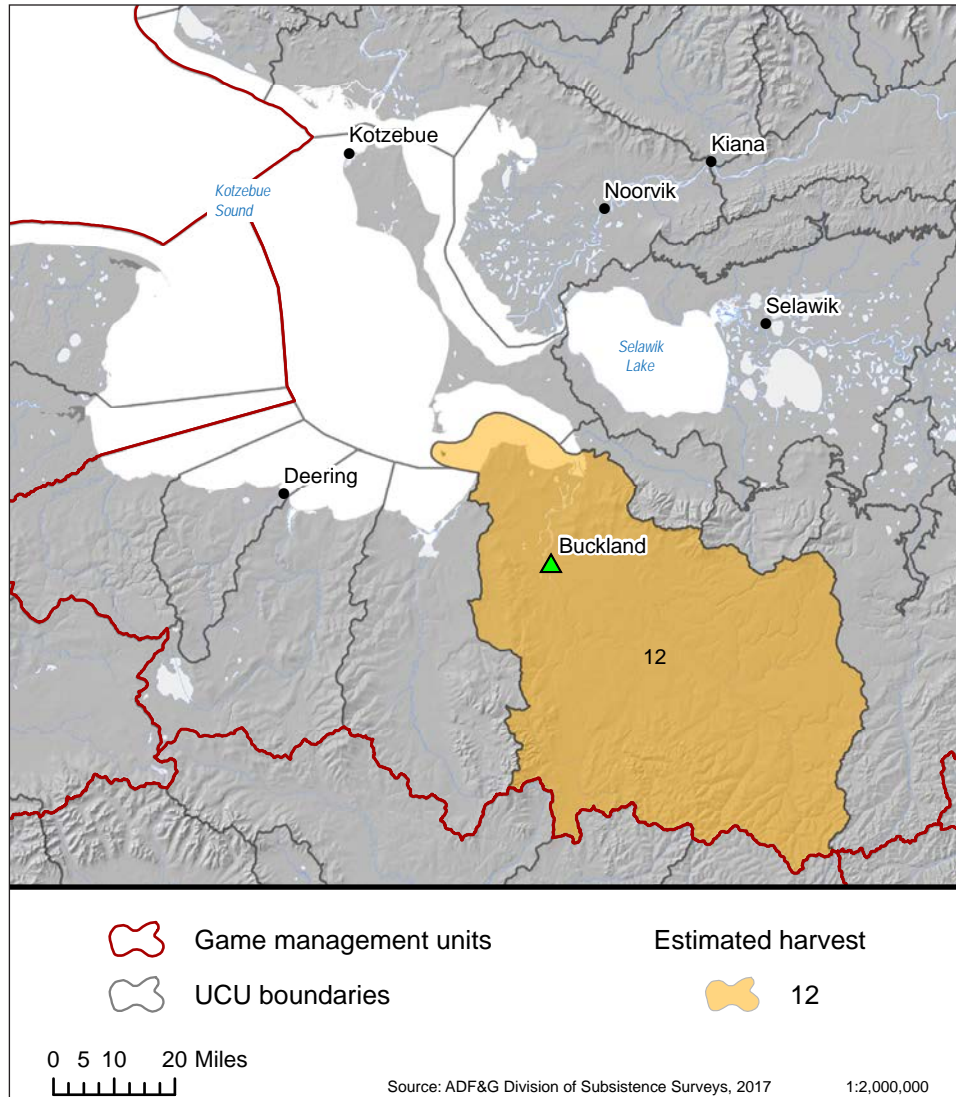 Kotzebue
Kiana
Kotzebue
Sound
Noorvik
Selawik
Selawik
Lake
Deering
Buckland
12
Game management units
Estimated harvest
UCU boundaries
12
0 5 10 20 Miles
Source: ADF&G Division of Subsistence Surveys, 2017 1:2,000,000